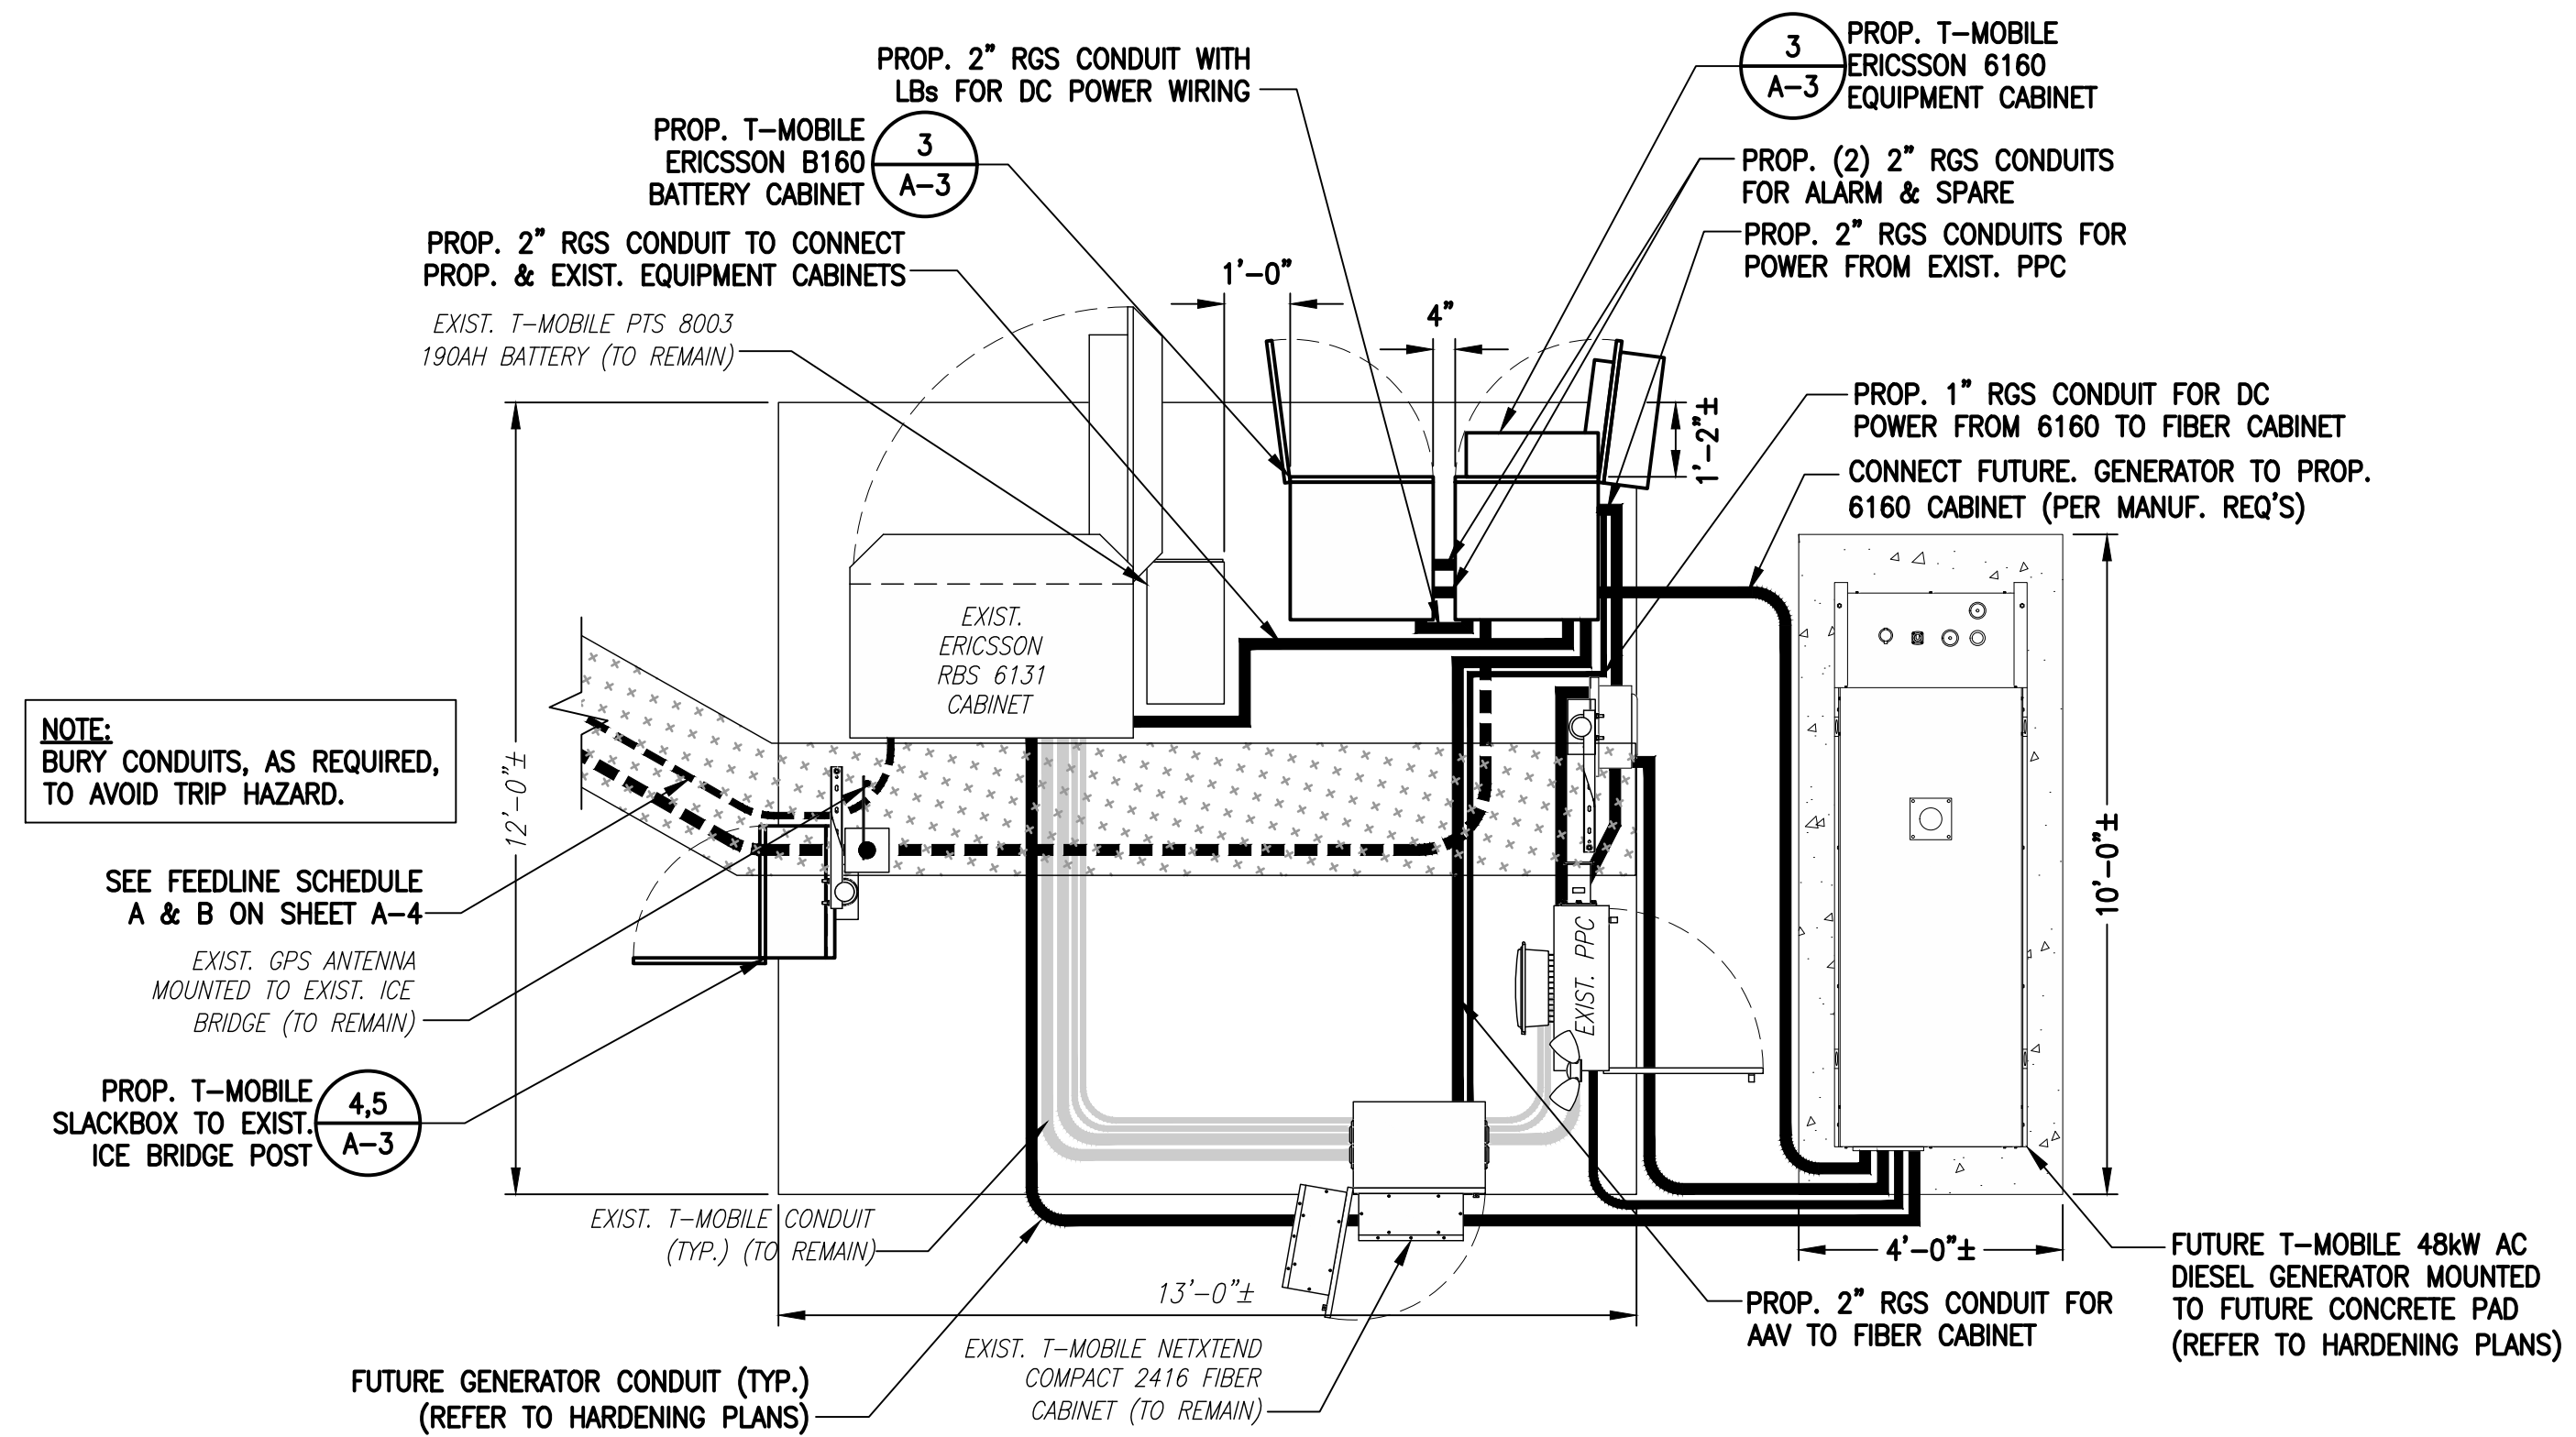 PROP. 2" RGS CONDUIT WITH
LBs FOR DC POWER WIRING
3
A-3
PROP. T-MOBILE
ERICSSON 6160
EQUIPMENT CABINET
PROP. T-MOBILE
ERICSSON B160
BATTERY CABINET
3
A-3
PROP. (2) 2" RGS CONDUITS
FOR ALARM & SPARE
PROP. 2" RGS CONDUIT TO CONNECT
PROP. & EXIST. EQUIPMENT CABINETS
PROP. 2" RGS CONDUITS FOR
POWER FROM EXIST. PPC
1'-0"
4"
EXIST. T-MOBILE PTS 8003
190AH BATTERY (TO REMAIN)
1'-2"±
PROP. 1" RGS CONDUIT FOR DC
POWER FROM 6160 TO FIBER CABINET
CONNECT FUTURE. GENERATOR TO PROP.
6160 CABINET (PER MANUF. REQ'S)
EXIST.
ERICSSON
RBS 6131
CABINET
NOTE:
BURY CONDUITS, AS REQUIRED,
TO AVOID TRIP HAZARD.
12'-0"±
10'-0"±
SEE FEEDLINE SCHEDULE
A & B ON SHEET A-4
EXIST. GPS ANTENNA
MOUNTED TO EXIST. ICE
BRIDGE (TO REMAIN)
EXIST. PPC
PROP. T-MOBILE
SLACKBOX TO EXIST.
ICE BRIDGE POST
4,5
A-3
EXIST. T-MOBILE CONDUIT
(TYP.) (TO REMAIN)
4'-0"±
13'-0"±
FUTURE T-MOBILE 48kW AC
DIESEL GENERATOR MOUNTED
TO FUTURE CONCRETE PAD
(REFER TO HARDENING PLANS)
PROP. 2" RGS CONDUIT FOR
AAV TO FIBER CABINET
EXIST. T-MOBILE NETXTEND
COMPACT 2416 FIBER
CABINET (TO REMAIN)
FUTURE GENERATOR CONDUIT (TYP.)
(REFER TO HARDENING PLANS)